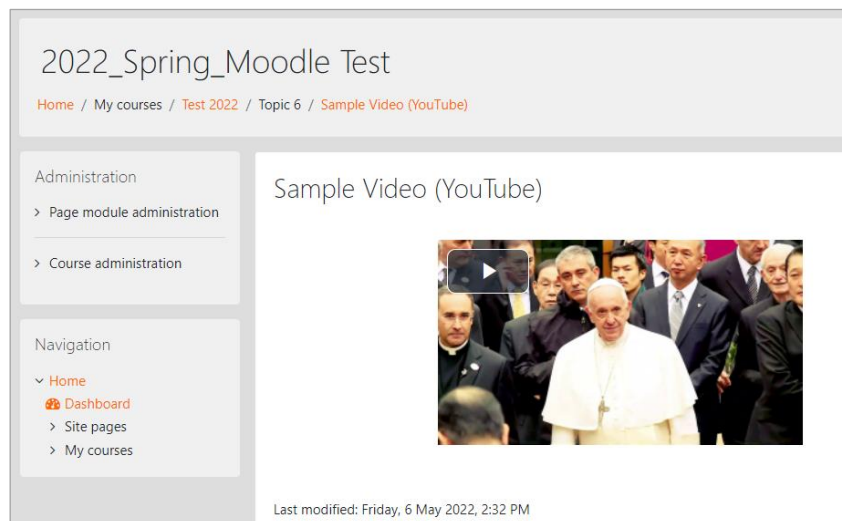 2022_Spring_Moodle Test
Home / My courses / Test 2022 / Topic 6 / Sample Video (YouTube)
Administration
> Page module administration
> Course administration
Navigation
Home
Dashboard
> Site pages
> My courses
Sample Video (YouTube)
Last modified: Friday, 6 May 2022, 2:32 PM